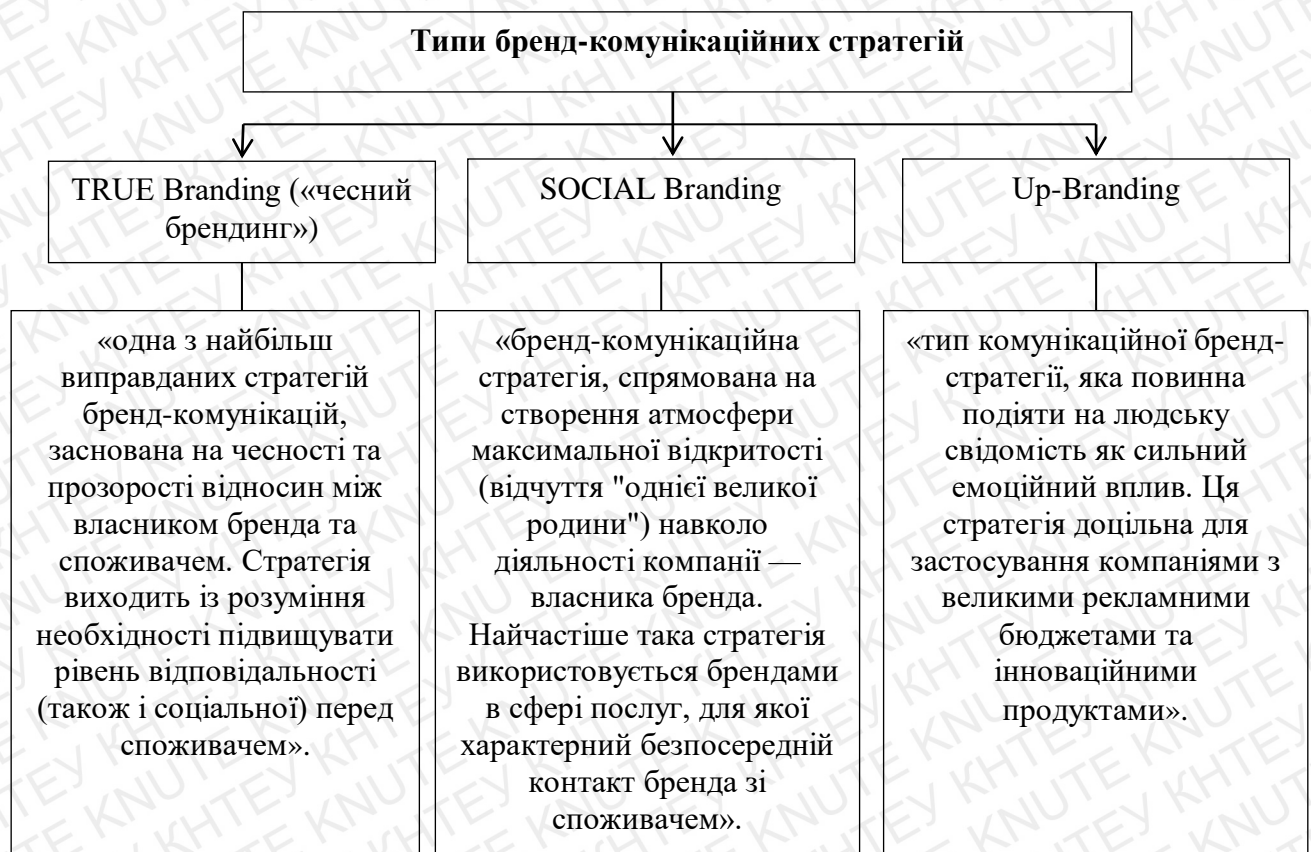 Типи бренд-комунікаційних стратегій
TRUE Branding («чесний
брендинг»)
SOCIAL Branding
Up-Branding
«одна з найбільш
виправданих стратегій
бренд-комунікацій,
заснована на чесності та
прозорості відносин між
власником бренда та
споживачем. Стратегія
виходить із розуміння
необхідності підвищувати
рівень відповідальності
(також і соціальної) перед
споживачем».
«бренд-комунікаційна
стратегія, спрямована на
створення атмосфери
максимальної відкритості
(відчуття "однієї великої
родини") навколо
діяльності компанії —
власника бренда.
Найчастіше така стратегія
використовується брендами
в сфері послуг, для якої
характерний безпосередній
контакт бренда зі
споживачем».
«тип комунікаційної бренд-
стратегії, яка повинна
подіяти на людську
свідомість як сильний
емоційний вплив. Ця
стратегія доцільна для
застосування компаніями з
великими рекламними
бюджетами та
інноваційними
продуктами».